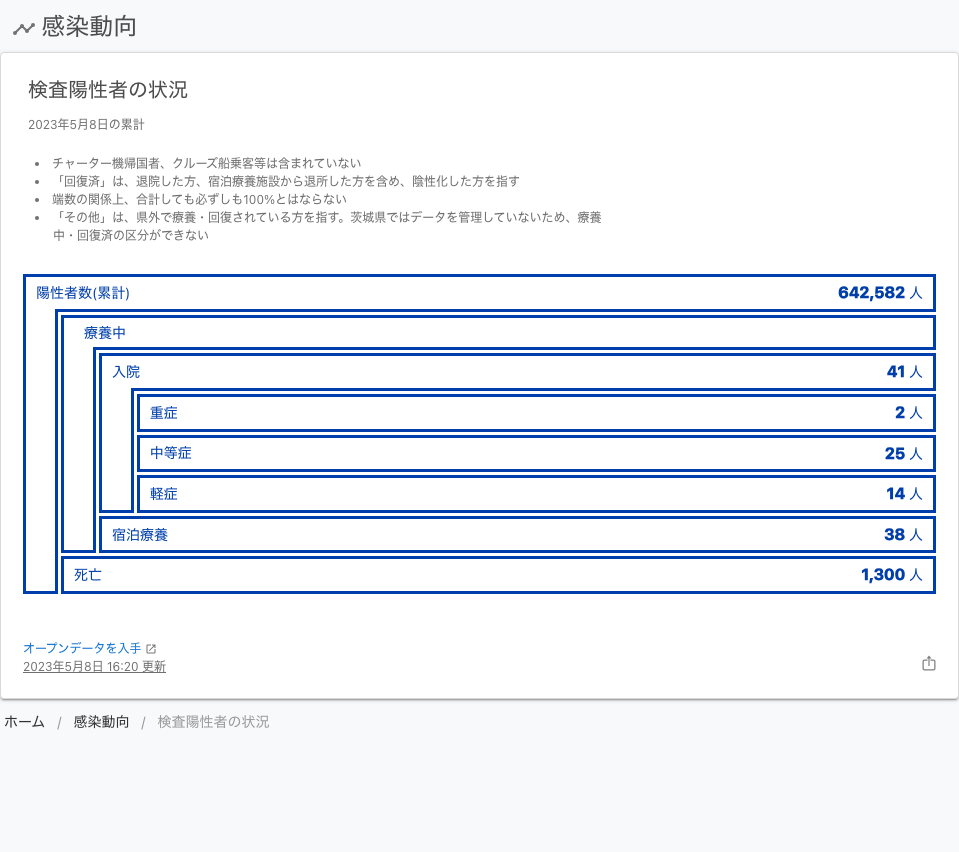 感染動向
検査陽性者の状況
2023年5月8日の累計
• チャーター機帰国者、クルーズ船乗客等は含まれていない
• 「回復済」は、退院した方、宿泊療養施設から退所した方を含め、陰性化した方を指す
• 端数の関係上、合計しても必ずしも100%とはならない
• 「その他」は、県外で療養・回復されている方を指す。茨城県ではデータを管理していないため、療養
中・回復済の区分ができない
陽性者数(累計) 642,582 人
療養中
入院 41 人
重症 2 人
中等症 25 人
軽症 14 人
宿泊療養 38 人
死亡 1,300 人
オープンデータを入手
2023年5月8日 16:20 更新
ホーム / 感染動向 / 検査陽性者の状況